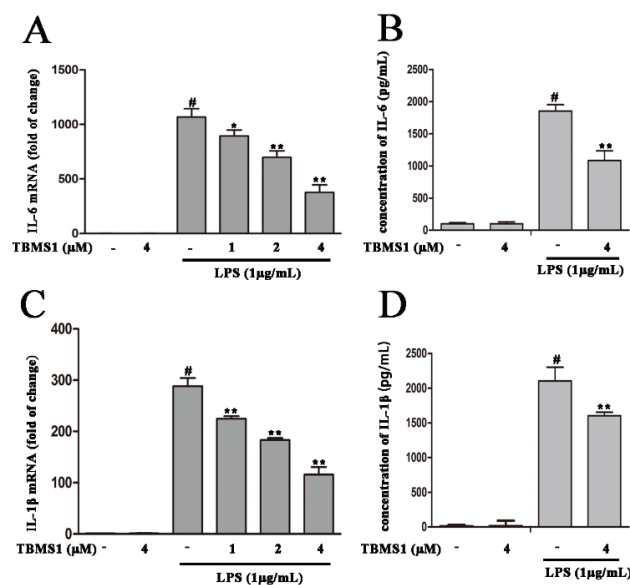 A
IL-6 mRNA (fold of change)
1500
1000
500
0
#
*
**
**
TBMS1 (μM) - 4 - 1 2 4
LPS (1μg/mL)
B
concentration of IL-6 (pg/mL)
2500
2000
1500
1000
500
0
#
**
TBMS1 (μM) - 4 - 4
LPS (1μg/mL)
C
IL-1β mRNA (fold of change)
400
300
200
100
0
#
**
**
**
TBMS1 (μM) - 4 - 1 2 4
LPS (1μg/mL)
D
concentration of IL-1β (pg/mL)
2500
2000
1500
1000
500
0
#
**
TBMS1 (μM) - 4 - 4
LPS (1μg/mL)